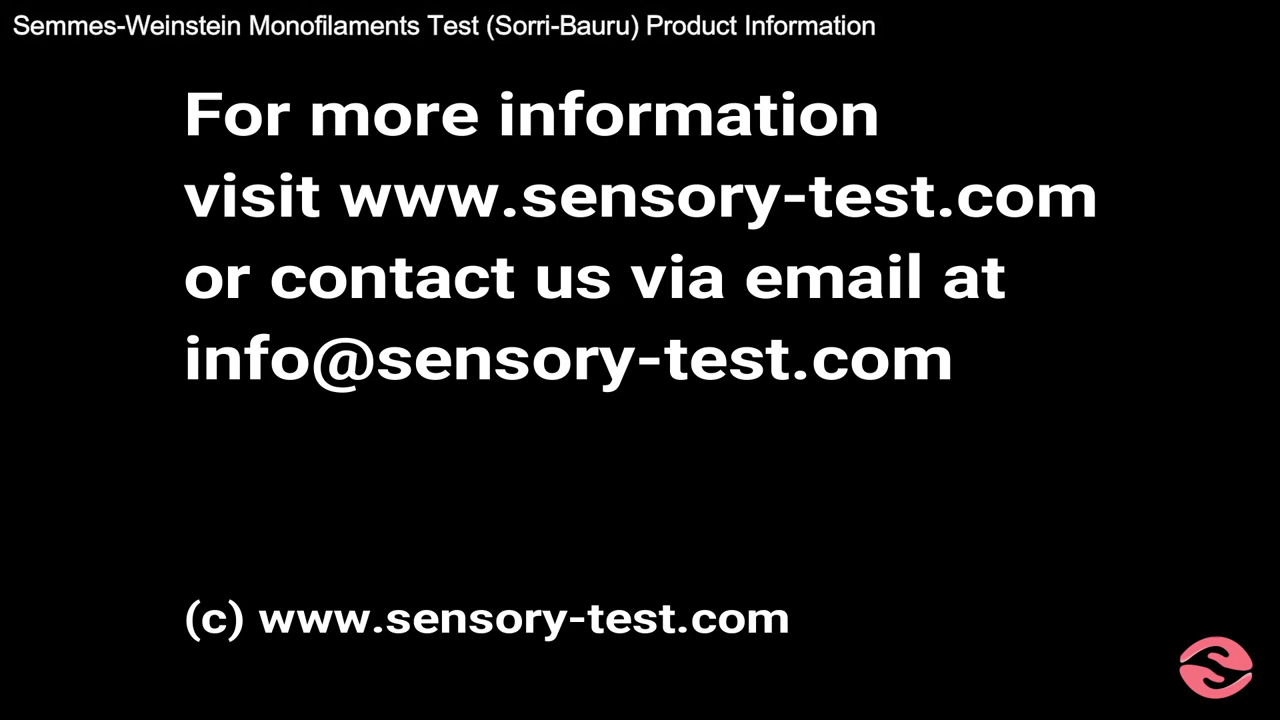 Semmes-Weinstein Monofilaments Test (Sorri-Bauru) Product Information
For more information
visit www.sensory-test.com
or contact us via email at
info@sensory-test.com
(c) www.sensory-test.com